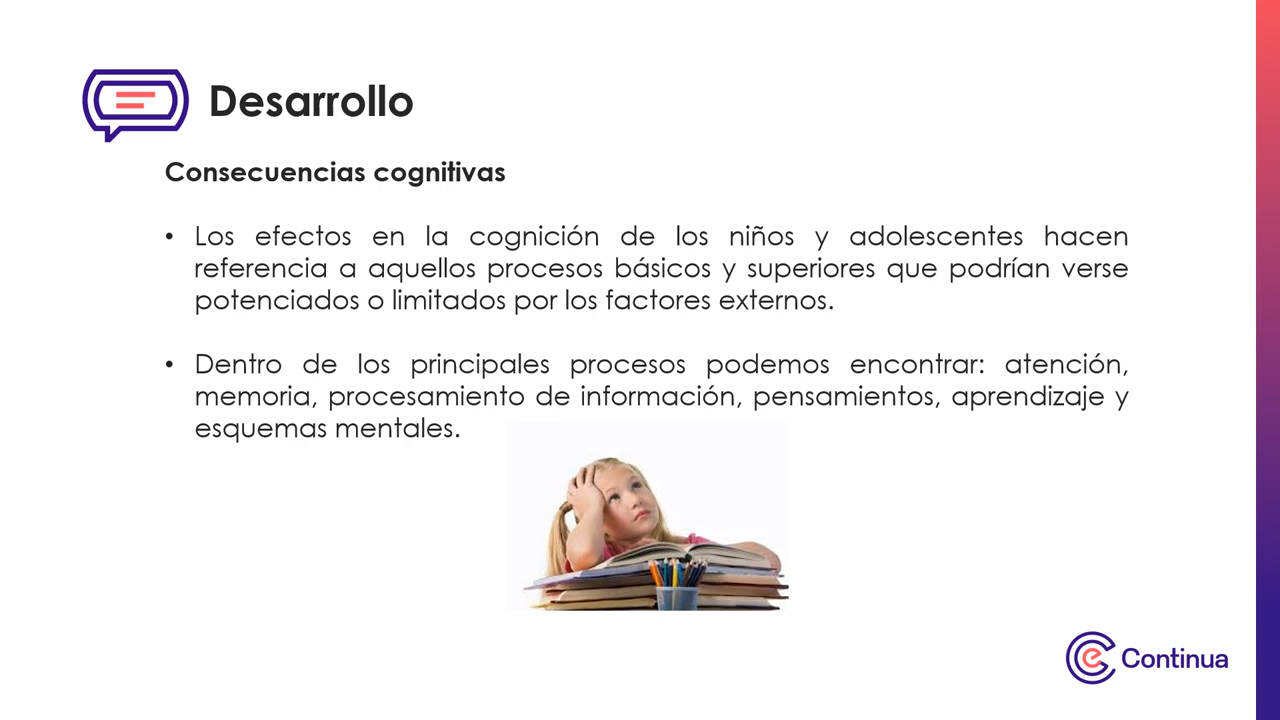 Desarrollo
Consecuencias cognitivas
• Los efectos en la cognición de los niños y adolescentes hacen
referencia a aquellos procesos básicos y superiores que podrían verse
potenciados o limitados por los factores externos.
• Dentro de los principales procesos podemos encontrar: atención,
memoria, procesamiento de información, pensamientos, aprendizaje y
esquemas mentales.
Continua